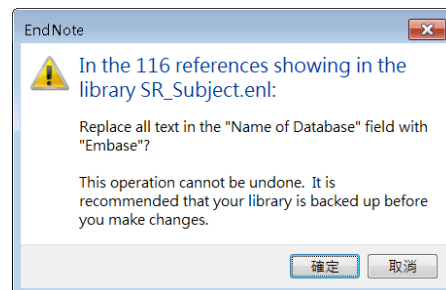 EndNote
In the 116 references showing in the
library SR_Subject.enl:
Replace all text in the "Name of Database" field with
"Embase"?
This operation cannot be undone. It is
recommended that your library is backed up before
you make changes.
確定
取消